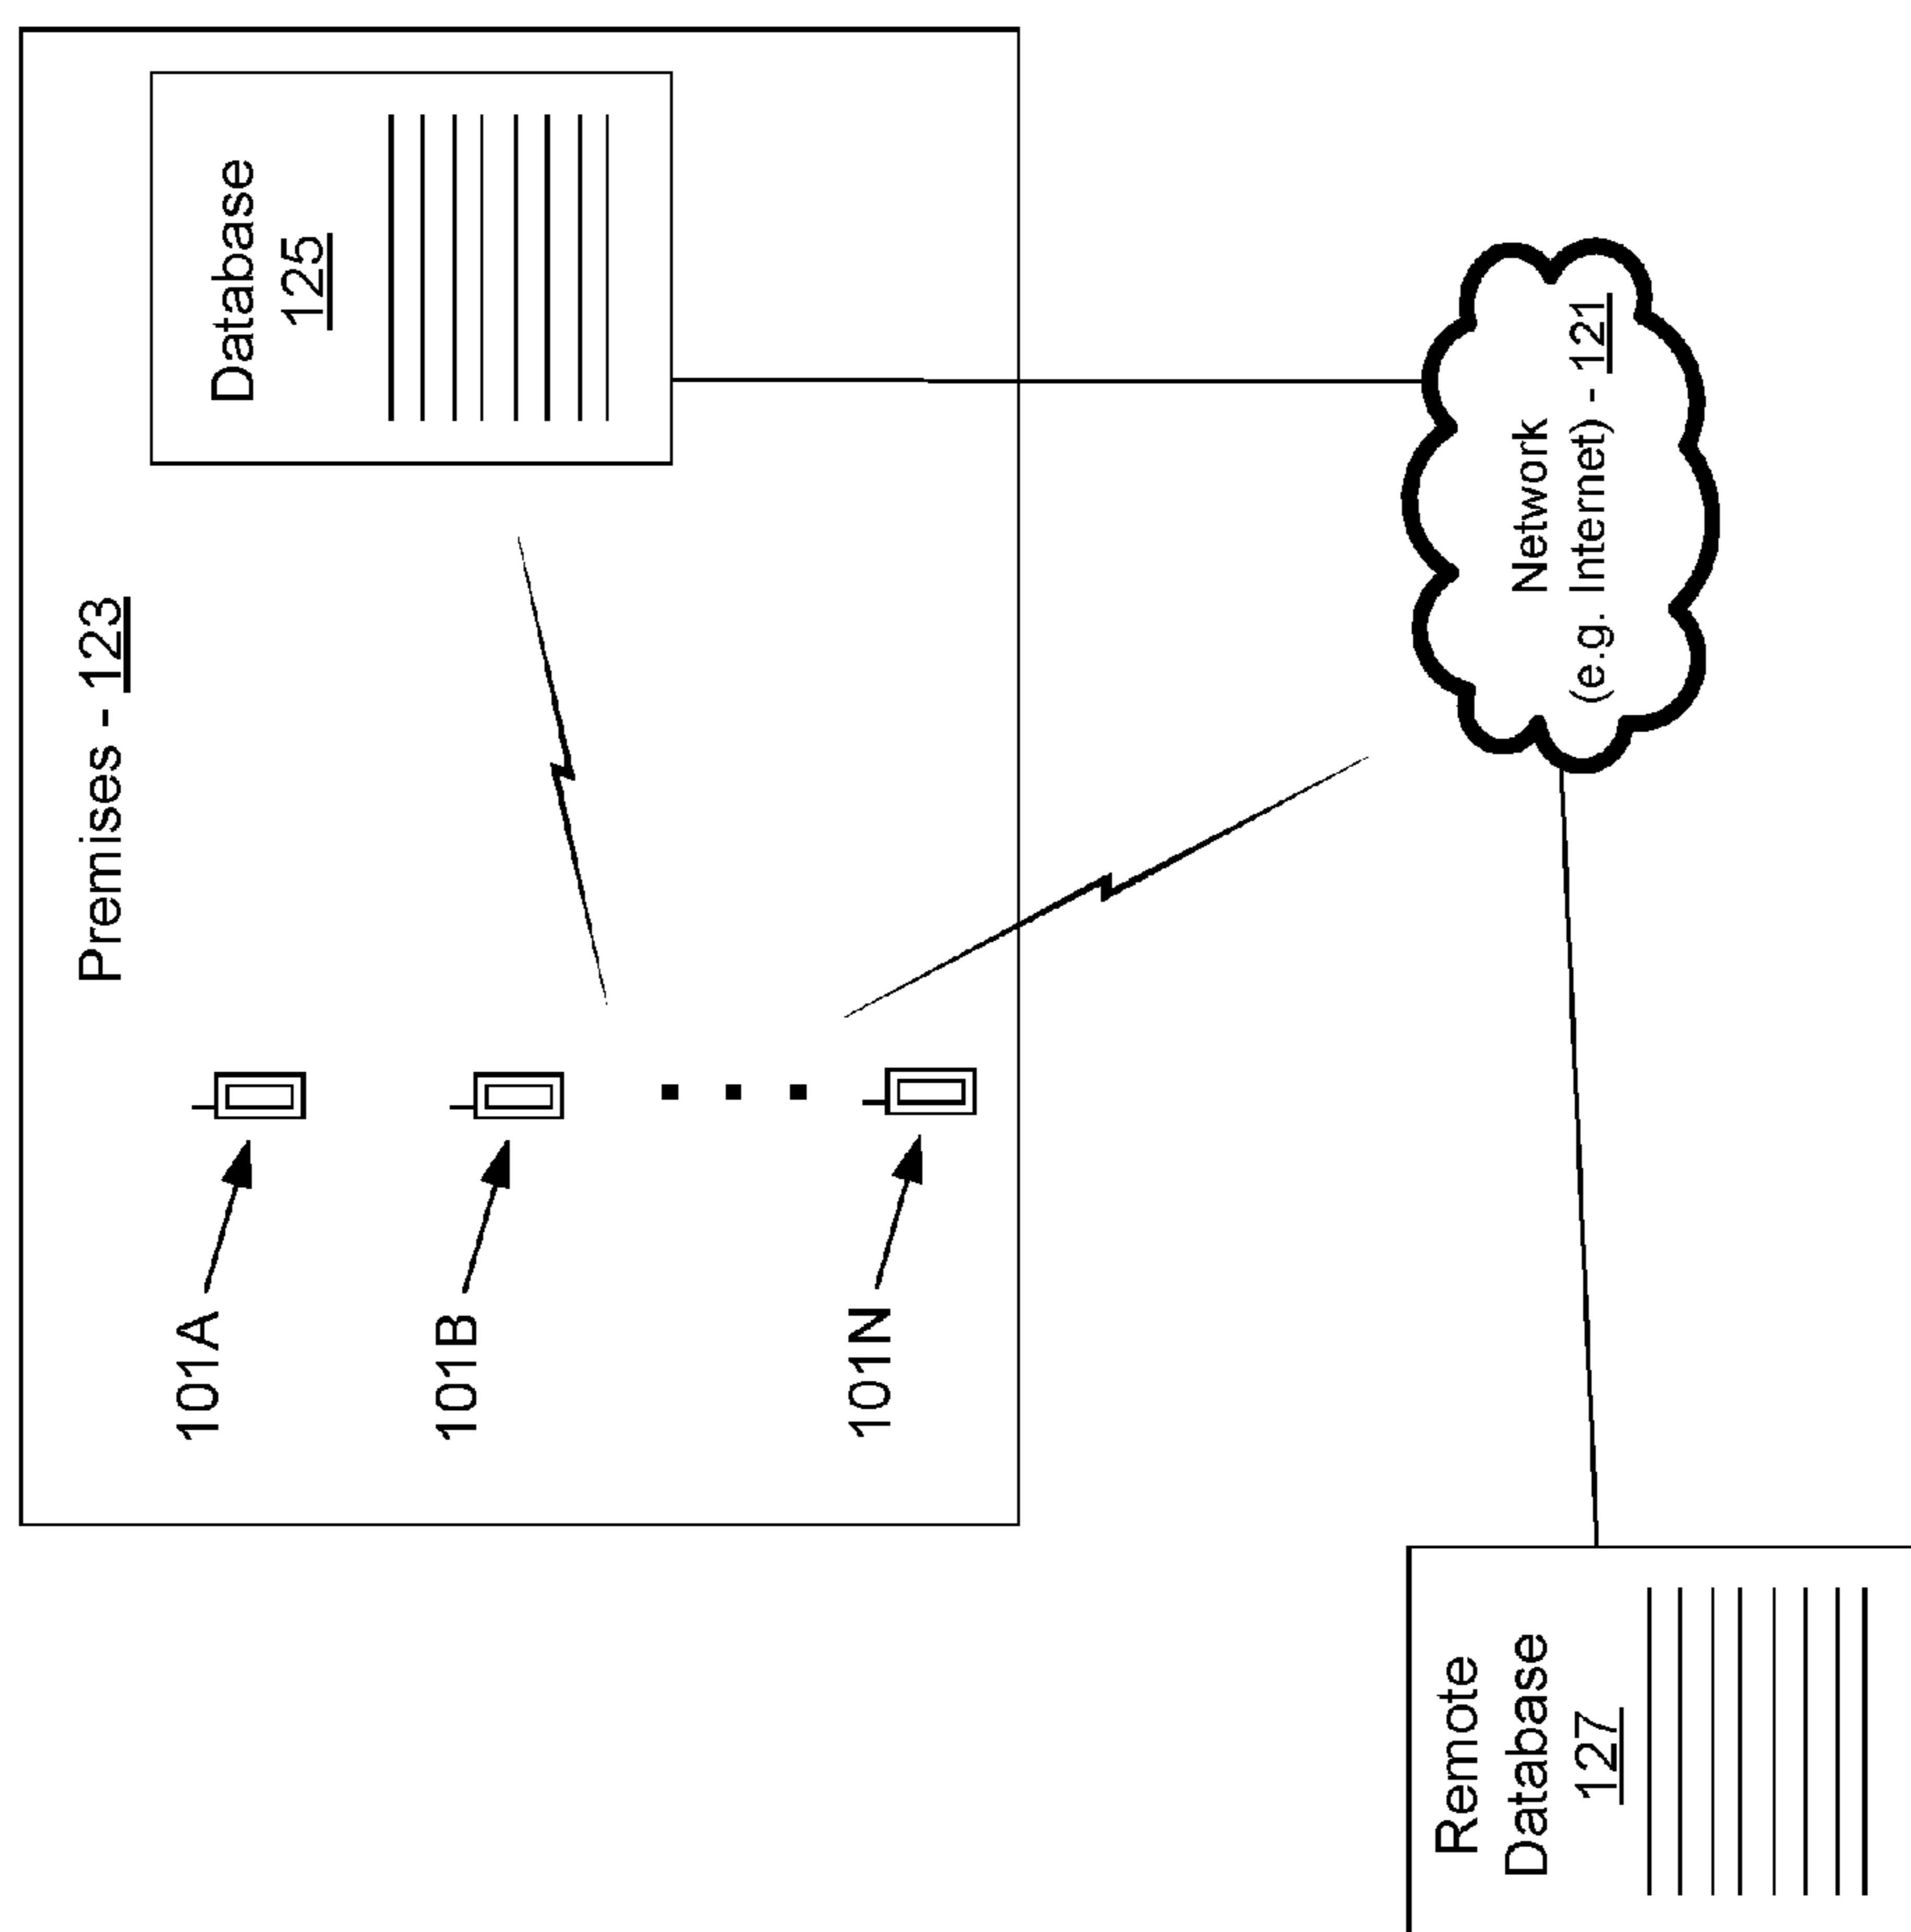 Premises - 123
101A
101B
101N
Database
125
Network
(e.g. Internet) - 121
Remote
Database
127